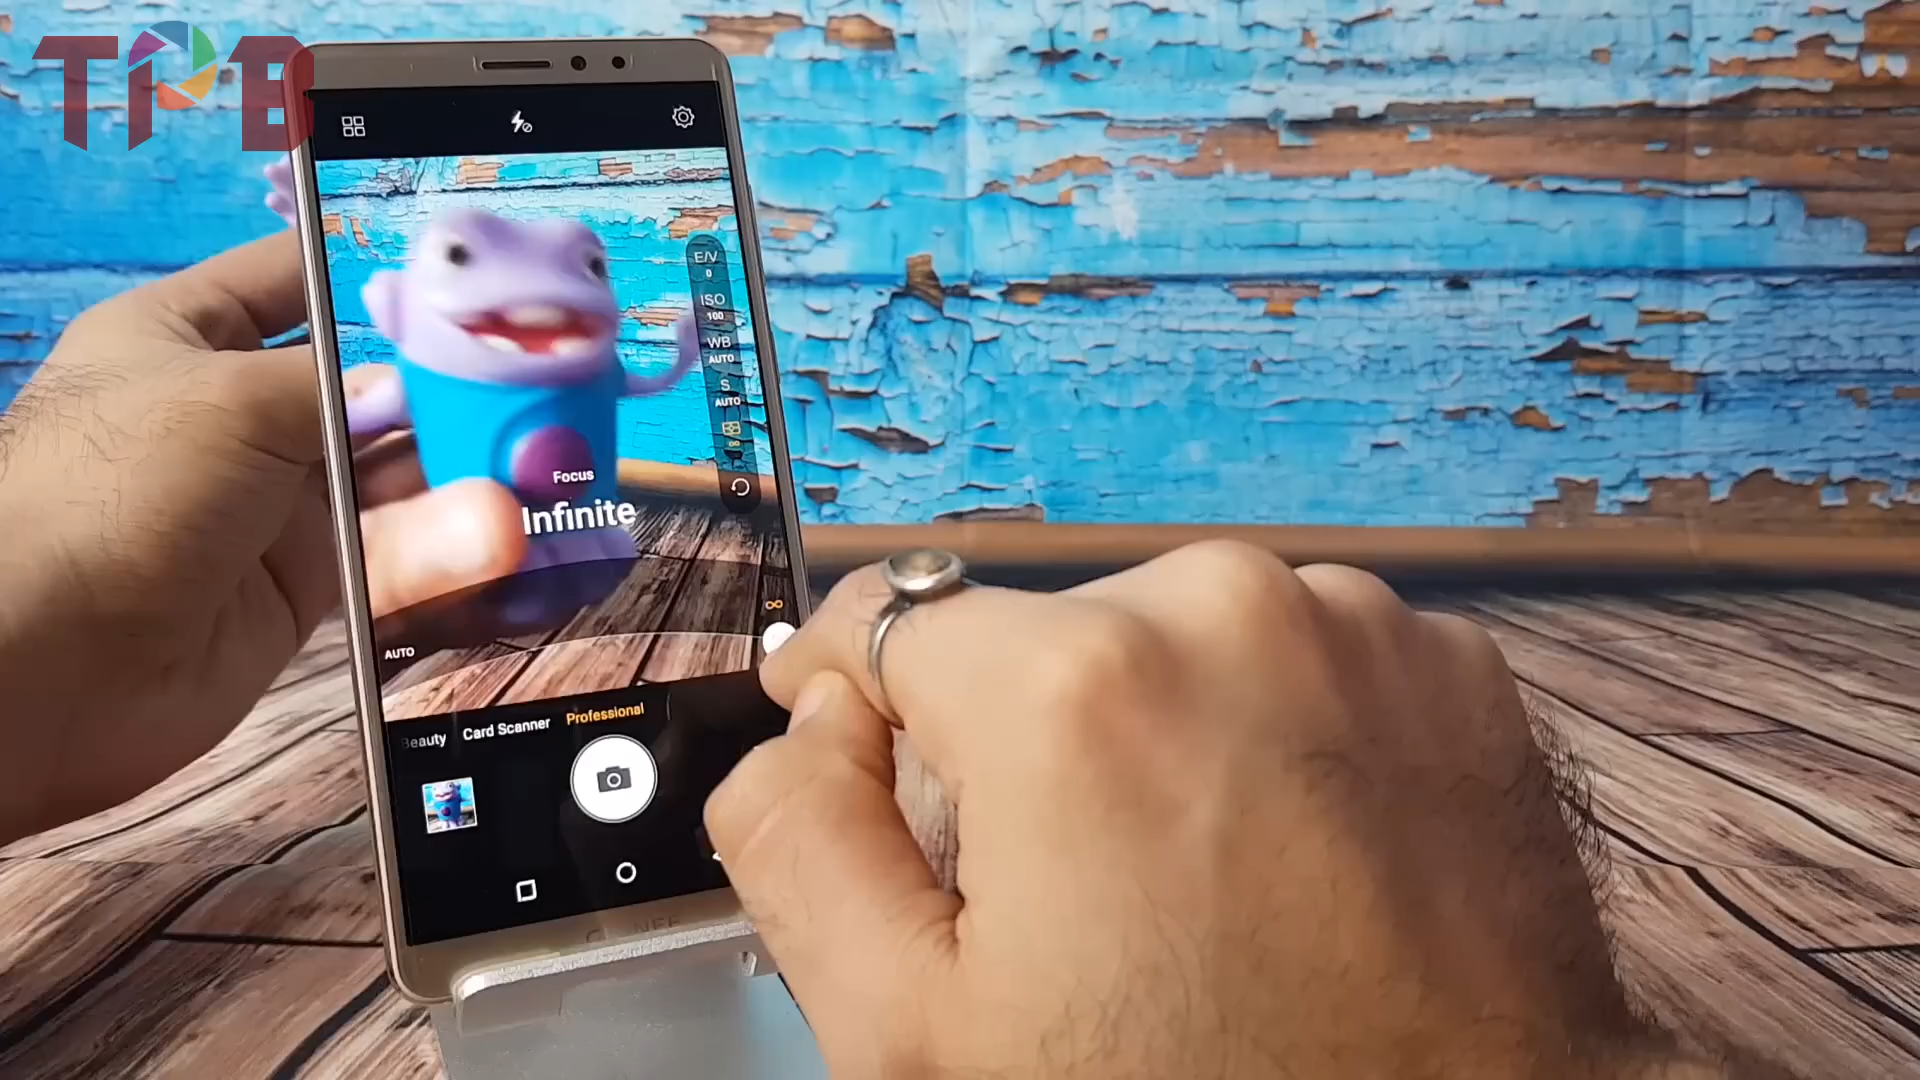 TPB
E/V
0
ISO
100
WB
AUTO
S
AUTO
∞
Focus
Infinite
∞
AUTO
Beauty Card Scanner Professional